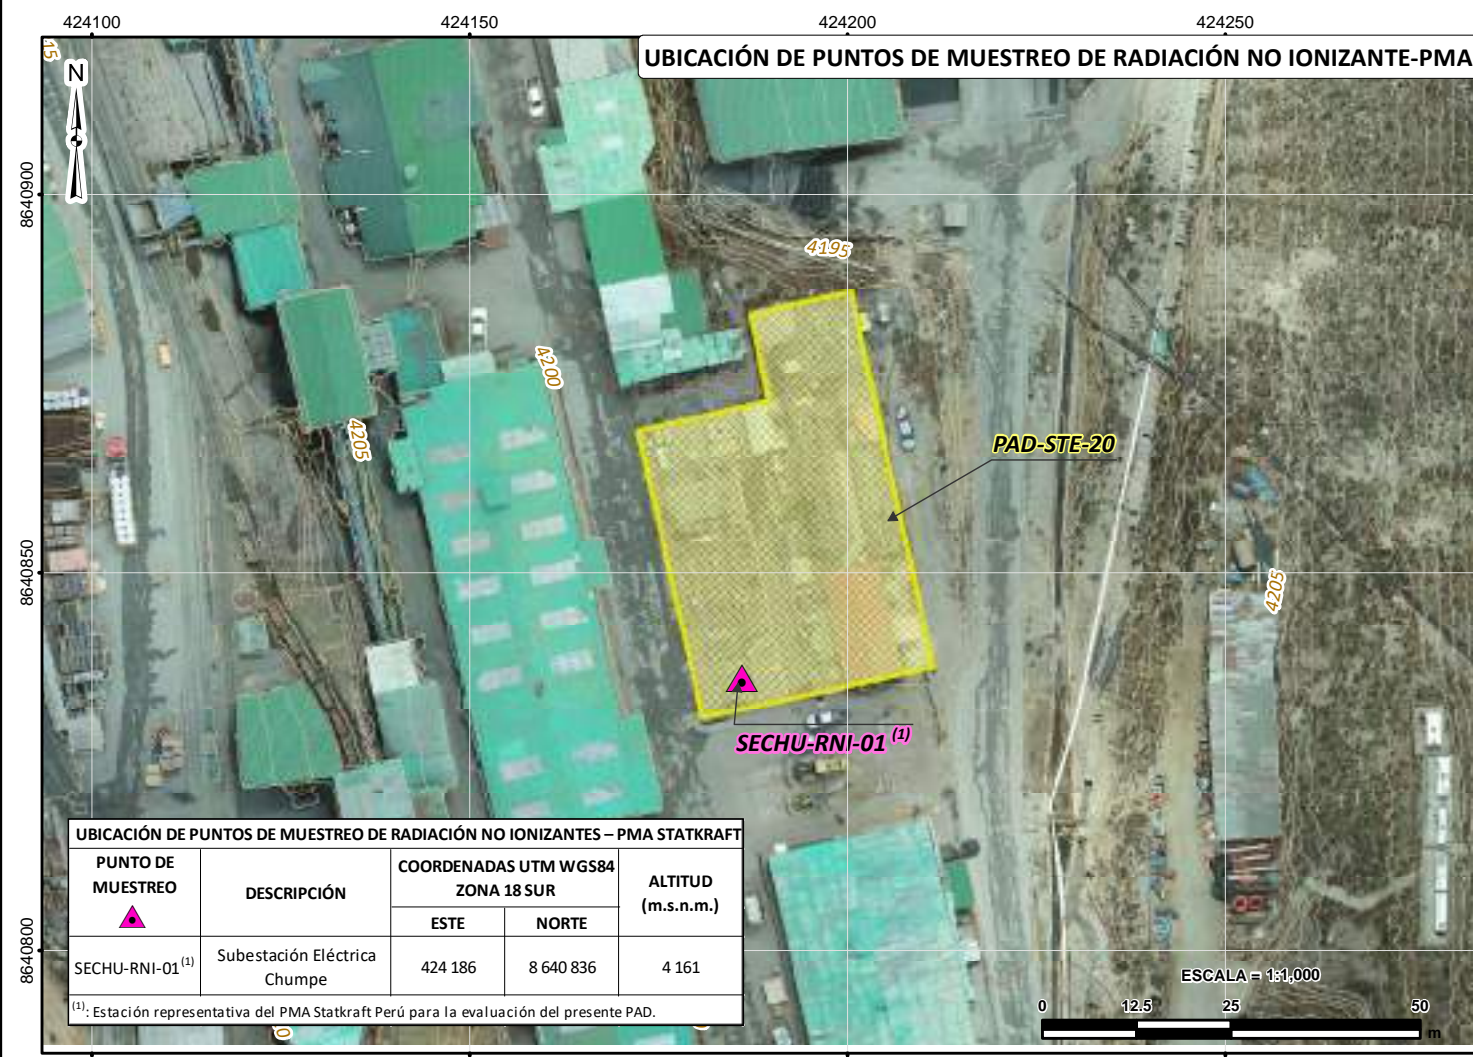 424100
424150
424200
424250
UBICACIÓN DE PUNTOS DE MUESTREO DE RADIACIÓN NO IONIZANTE-PMA
15
N
8640900
4195
4200
4205
PAD-STE-20
8640850
4205
SECHU-RNI-01 (1)
UBICACIÓN DE PUNTOS DE MUESTREO DE RADIACIÓN NO IONIZANTES – PMA STATKRAFT
PUNTO DE MUESTREO
DESCRIPCIÓN
COORDENADAS UTM WGS84 ZONA 18 SUR
ALTITUD (m.s.n.m.)
ESTE
NORTE
SECHU-RNI-01(1)
Subestación Eléctrica Chumpe
424 186
8 640 836
4 161
(1): Estación representativa del PMA Statkraft Perú para la evaluación del presente PAD.
8640800
ESCALA = 1:1,000
0
12.5
25
50
m